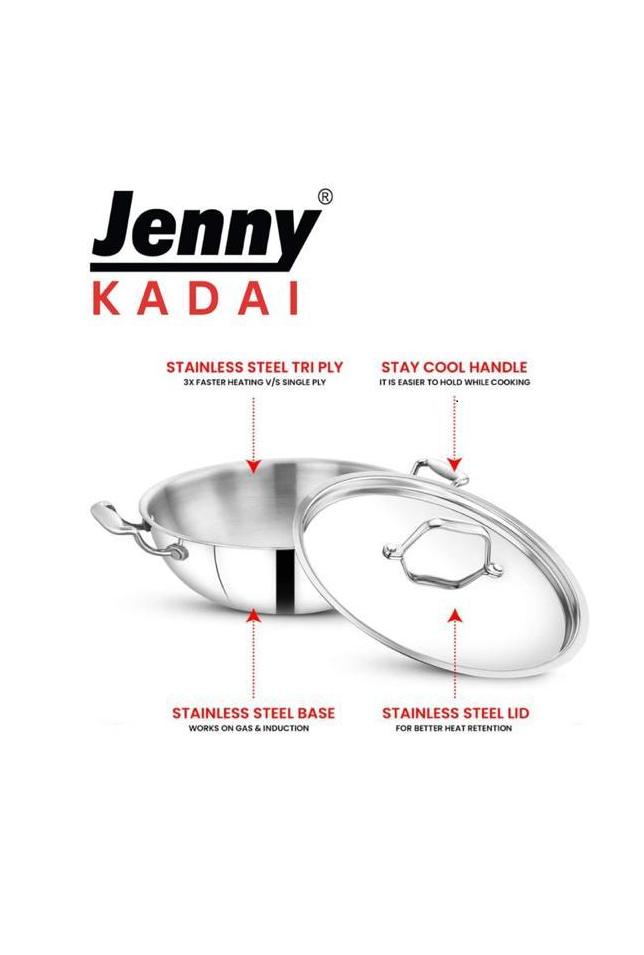 Jenny®
KADAI
STAINLESS STEEL TRI PLY
3X FASTER HEATING V/S SINGLE PLY
STAY COOL HANDLE
IT IS EASIER TO HOLD WHILE COOKING
STAINLESS STEEL BASE
WORKS ON GAS & INDUCTION
STAINLESS STEEL LID
FOR BETTER HEAT RETENTION